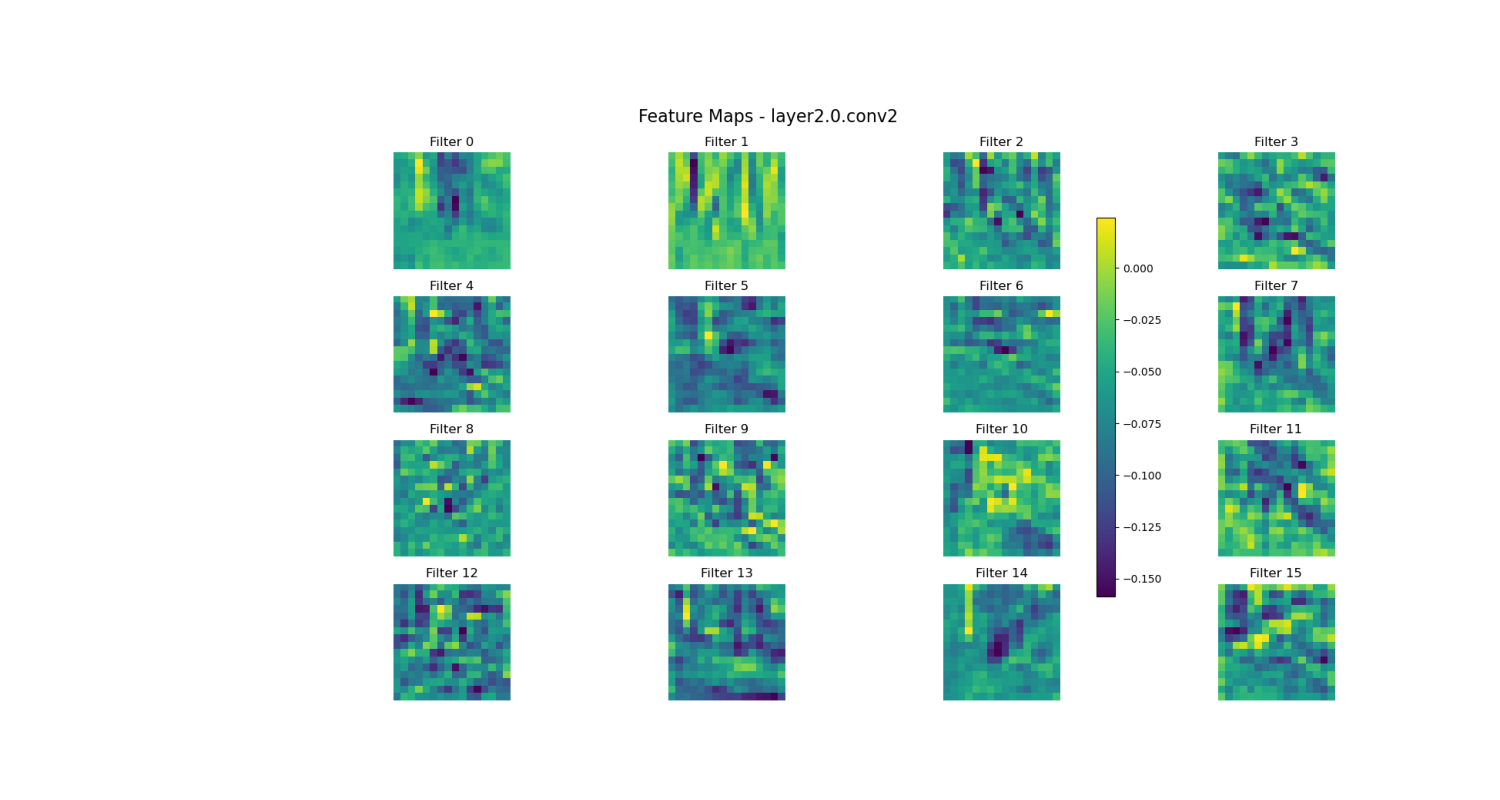 Feature Maps - layer2.0.conv2
Filter 0
Filter 1
Filter 2
Filter 3
Filter 4
Filter 5
Filter 6
Filter 7
Filter 8
Filter 9
Filter 10
Filter 11
Filter 12
Filter 13
Filter 14
Filter 15
0.000
−0.025
−0.050
−0.075
−0.100
−0.125
−0.150